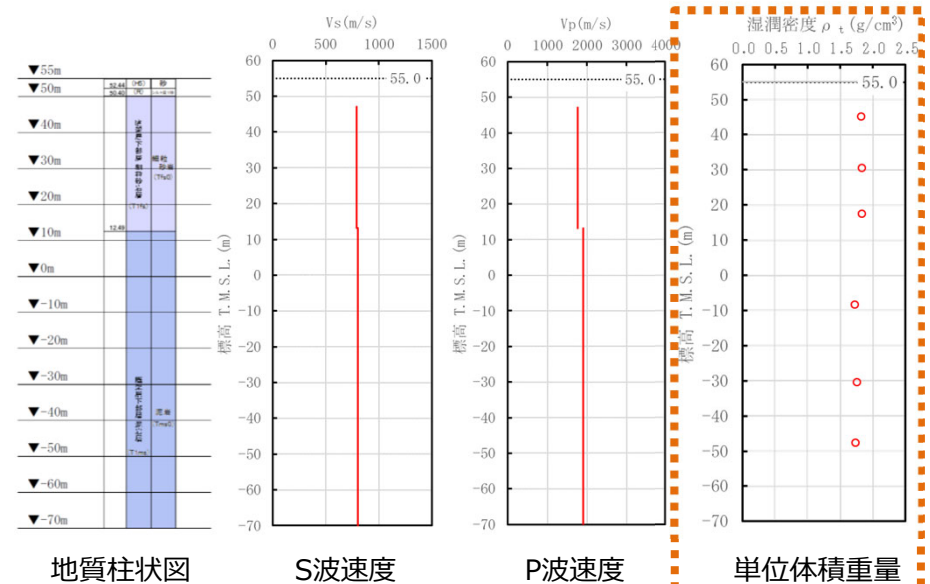 ▼55m
▼50m
▼40m
▼30m
▼20m
▼10m
▼0m
▼-10m
▼-20m
▼-30m
▼-40m
▼-50m
▼-60m
▼-70m
52.44
50.40
12.49
砂
細粒
砂岩
泥岩
地質柱状図
Vs(m/s)
0 500 1000 1500
60
55.0
50
40
30
20
10
0
-10
-20
-30
-40
-50
-60
-70
標高 T.M.S.L.(m)
S波速度
Vp(m/s)
0 1000 2000 3000 4000
60
55.0
50
40
30
20
10
0
-10
-20
-30
-40
-50
-60
-70
標高 T.M.S.L.(m)
P波速度
湿潤密度 ρt(g/cm³)
0.0 0.5 1.0 1.5 2.0 2.5
60
55.0
50
40
30
20
10
0
-10
-20
-30
-40
-50
-60
-70
標高 T.M.S.L.(m)
単位体積重量